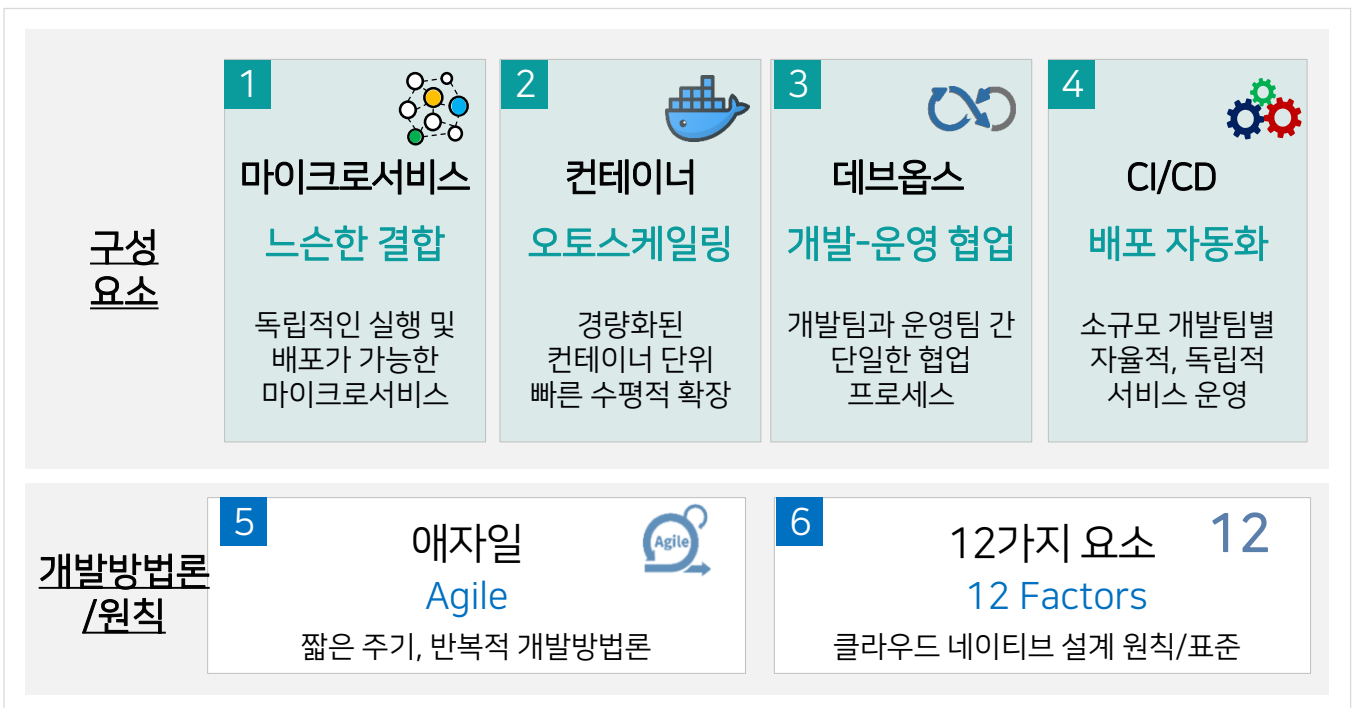 구성
요소
1
마이크로서비스
느슨한 결합
독립적인 실행 및
배포가 가능한
마이크로서비스
2
컨테이너
오토스케일링
경량화된
컨테이너 단위
빠른 수평적 확장
3
데브옵스
개발-운영 협업
개발팀과 운영팀 간
단일한 협업
프로세스
4
CI/CD
배포 자동화
소규모 개발팀별
자율적, 독립적
서비스 운영
개발방법론
/원칙
5
애자일
Agile
Agile
짧은 주기, 반복적 개발방법론
6
12가지 요소
12
12 Factors
클라우드 네이티브 설계 원칙/표준